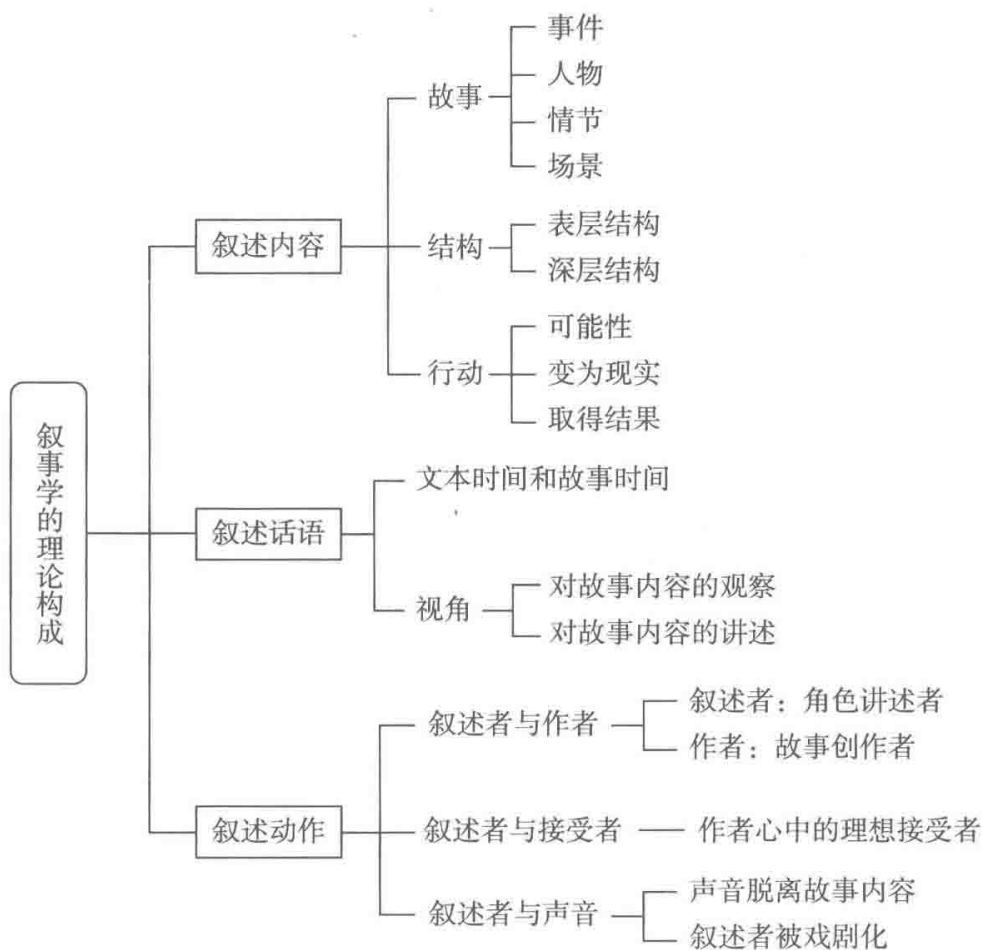 叙事学的理论构成
叙述内容
故事
事件
人物
情节
场景
结构
表层结构
深层结构
行动
可能性
变为现实
取得结果
叙述话语
文本时间和故事时间
视角
对故事内容的观察
对故事内容的讲述
叙述动作
叙述者与作者
叙述者：角色讲述者
作者：故事创作者
叙述者与接受者
作者心中的理想接受者
叙述者与声音
声音脱离故事内容
叙述者被戏剧化